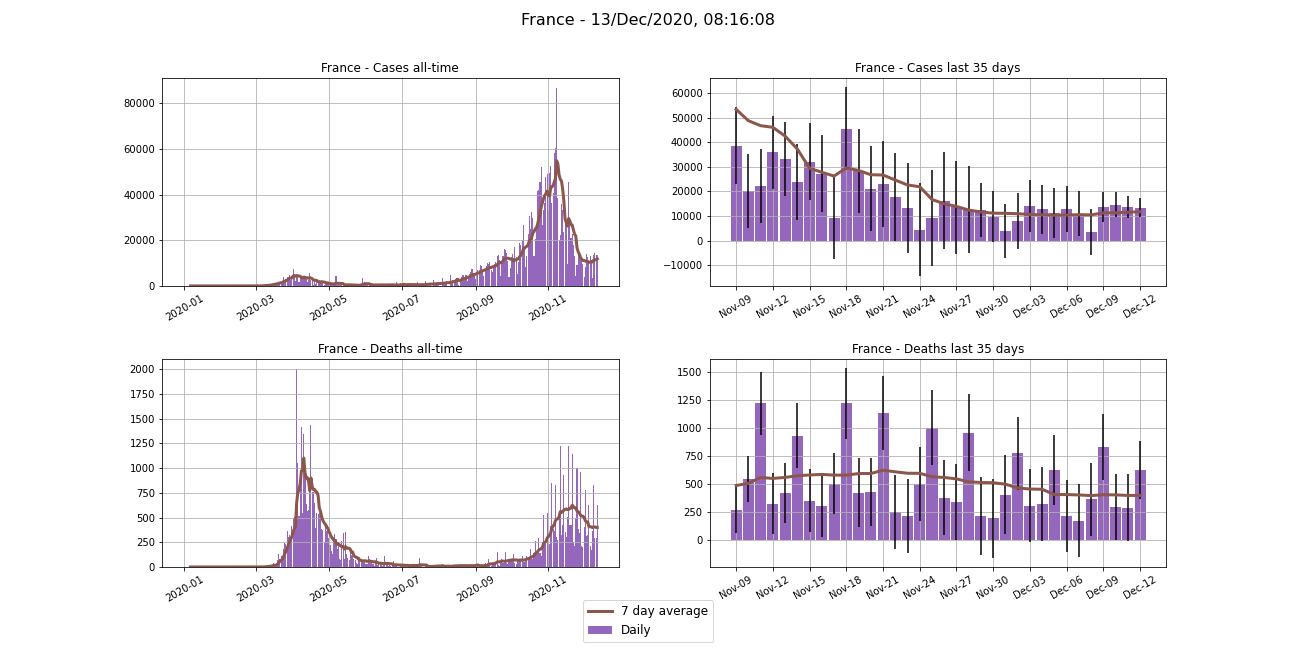 France - 13/Dec/2020, 08:16:08
France - Cases all-time
80000
60000
40000
20000
0
2020-01
2020-03
2020-05
2020-07
2020-09
2020-11
France - Cases last 35 days
60000
50000
40000
30000
20000
10000
0
−10000
Nov-09
Nov-12
Nov-15
Nov-18
Nov-21
Nov-24
Nov-27
Nov-30
Dec-03
Dec-06
Dec-09
Dec-12
France - Deaths all-time
2000
1750
1500
1250
1000
750
500
250
0
2020-01
2020-03
2020-05
2020-07
2020-09
2020-11
France - Deaths last 35 days
1500
1250
1000
750
500
250
0
Nov-09
Nov-12
Nov-15
Nov-18
Nov-21
Nov-24
Nov-27
Nov-30
Dec-03
Dec-06
Dec-09
Dec-12
7 day average
Daily